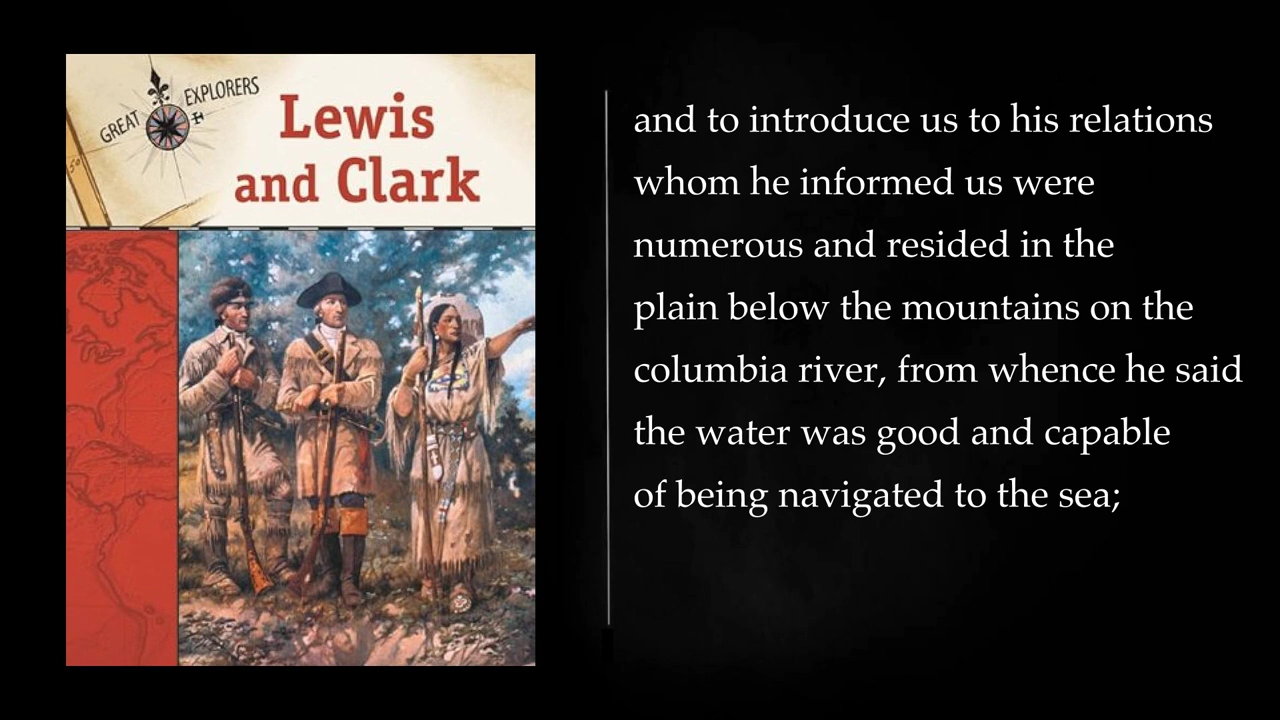 GREAT EXPLORERS
Lewis
and Clark
50
and to introduce us to his relations
whom he informed us were
numerous and resided in the
plain below the mountains on the
columbia river, from whence he said
the water was good and capable
of being navigated to the sea;